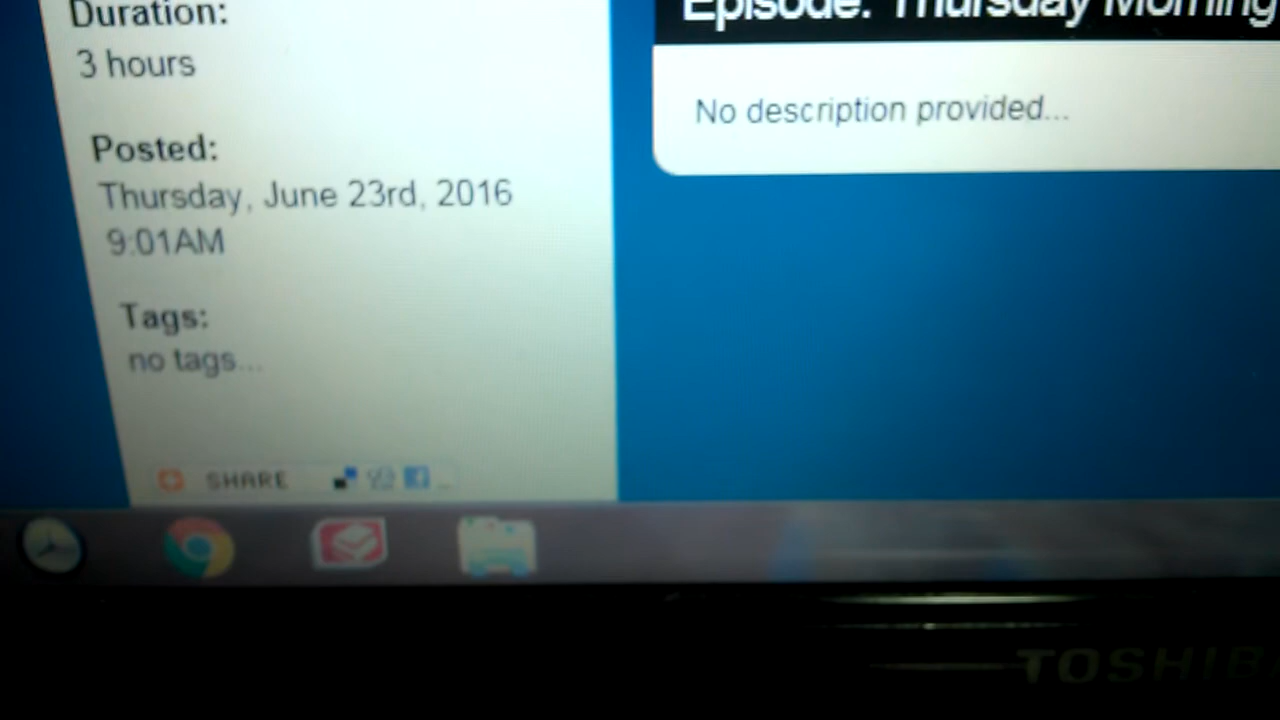 Duration:
3 hours
Posted:
Thursday, June 23rd, 2016
9:01AM
Tags:
no tags...
SHARE
Episode: Thursday Morning
No description provided...
TOSHIB